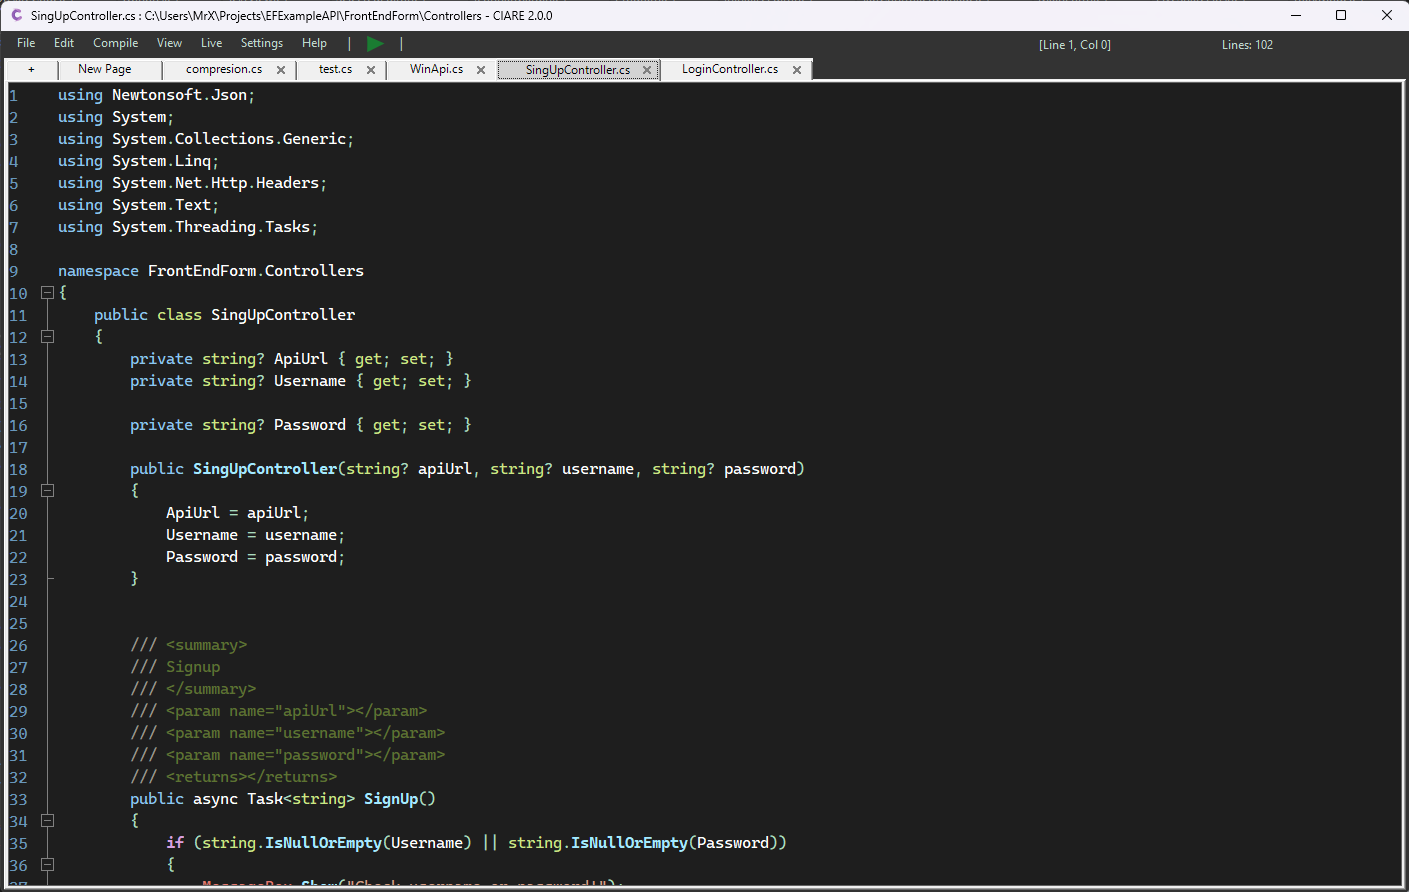 SingUpController.cs : C:\Users\MrX\Projects\EFExampleAPI\FrontEndForm\Controllers - CIARE 2.0.0
File Edit Compile View Live Settings Help | | [Line 1, Col 0] Lines: 102
+ New Page compresion.cs test.cs WinApi.cs SingUpController.cs LoginController.cs
1 using Newtonsoft.Json;
2 using System;
3 using System.Collections.Generic;
4 using System.Linq;
5 using System.Net.Http.Headers;
6 using System.Text;
7 using System.Threading.Tasks;
8
9 namespace FrontEndForm.Controllers
10 {
11 public class SingUpController
12 {
13 private string? ApiUrl { get; set; }
14 private string? Username { get; set; }
15
16 private string? Password { get; set; }
17
18 public SingUpController(string? apiUrl, string? username, string? password)
19 {
20 ApiUrl = apiUrl;
21 Username = username;
22 Password = password;
23 }
24
25
26 /// <summary>
27 /// Signup
28 /// </summary>
29 /// <param name="apiUrl"></param>
30 /// <param name="username"></param>
31 /// <param name="password"></param>
32 /// <returns></returns>
33 public async Task<string> SignUp()
34 {
35 if (string.IsNullOrEmpty(Username) || string.IsNullOrEmpty(Password))
36 {
37 MessageBox.Show("Check username or password!");